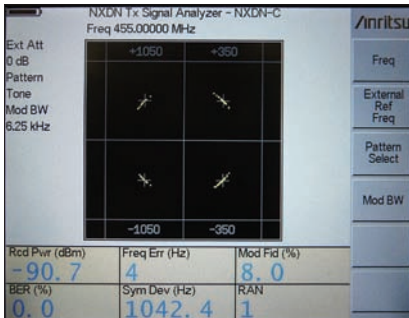 NXDN Tx Signal Analyzer - NXDN-C
Freq 455.00000 MHz
/inritsu
Ext Att
0 dB
Pattern
Tone
Mod BW
6.25 kHz
+1050 +350
-1050 -350
Freq
External
Ref
Freq
Pattern
Select
Mod BW
Rcd Pwr (dBm) Freq Err (Hz) Mod Fid (%)
-90.7 4 8.0
BER (%) Sym Dev (Hz) RAN
0.0 1042.4 1